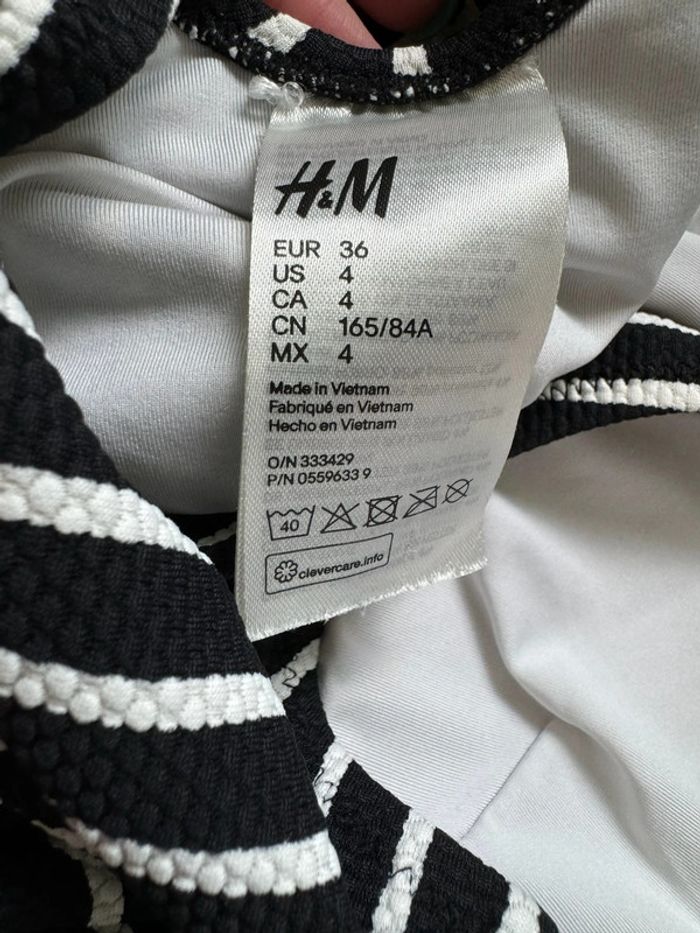 H&M
EUR 36
US 4
CA 4
CN 165/84A
MX 4
Made in Vietnam
Fabriqué en Vietnam
Hecho en Vietnam
O/N 333429
P/N 0559633 9
40
clevercare.info